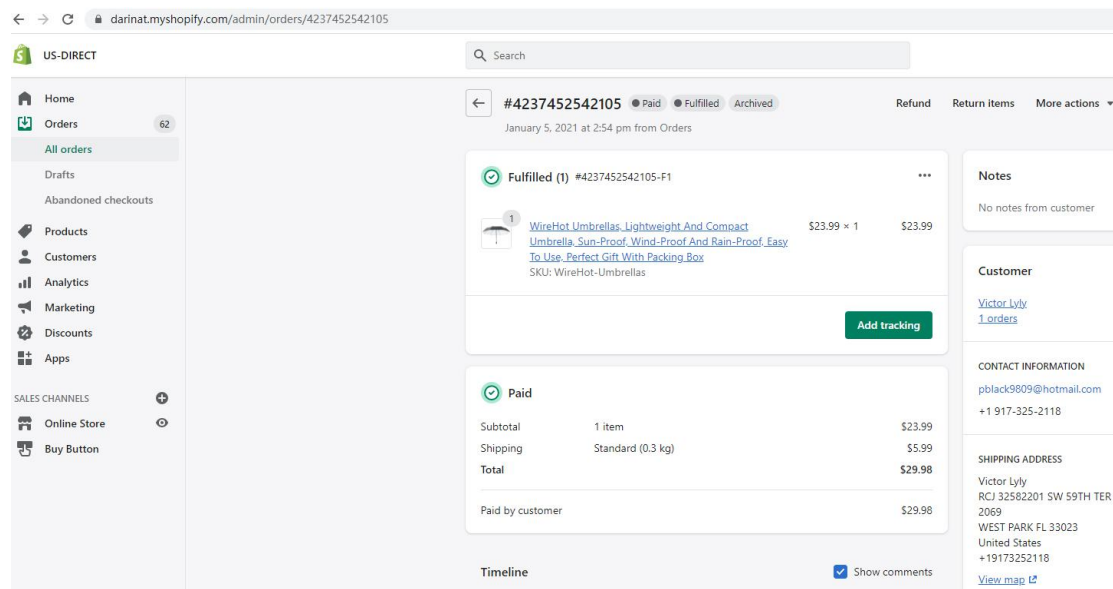 darinat.myshopify.com/admin/orders/4237452542105
US-DIRECT
Search
Home
Orders 62
All orders
Drafts
Abandoned checkouts
Products
Customers
Analytics
Marketing
Discounts
Apps
SALES CHANNELS
Online Store
Buy Button
#4237452542105 Paid Fulfilled Archived
Refund Return items More actions
January 5, 2021 at 2:54 pm from Orders
Fulfilled (1) #4237452542105-F1
1
WireHot Umbrellas, Lightweight And Compact $23.99 × 1 $23.99
Umbrella, Sun-Proof, Wind-Proof And Rain-Proof, Easy
To Use, Perfect Gift With Packing Box
SKU: WireHot-Umbrellas
Add tracking
Paid
Subtotal 1 item $23.99
Shipping Standard (0.3 kg) $5.99
Total $29.98
Paid by customer $29.98
Timeline
Show comments
Notes
No notes from customer
Customer
Victor Lyly
1 orders
CONTACT INFORMATION
pblack9809@hotmail.com
+1 917-325-2118
SHIPPING ADDRESS
Victor Lyly
RCJ 32582201 SW 59TH TER
2069
WEST PARK FL 33023
United States
+19173252118
View map